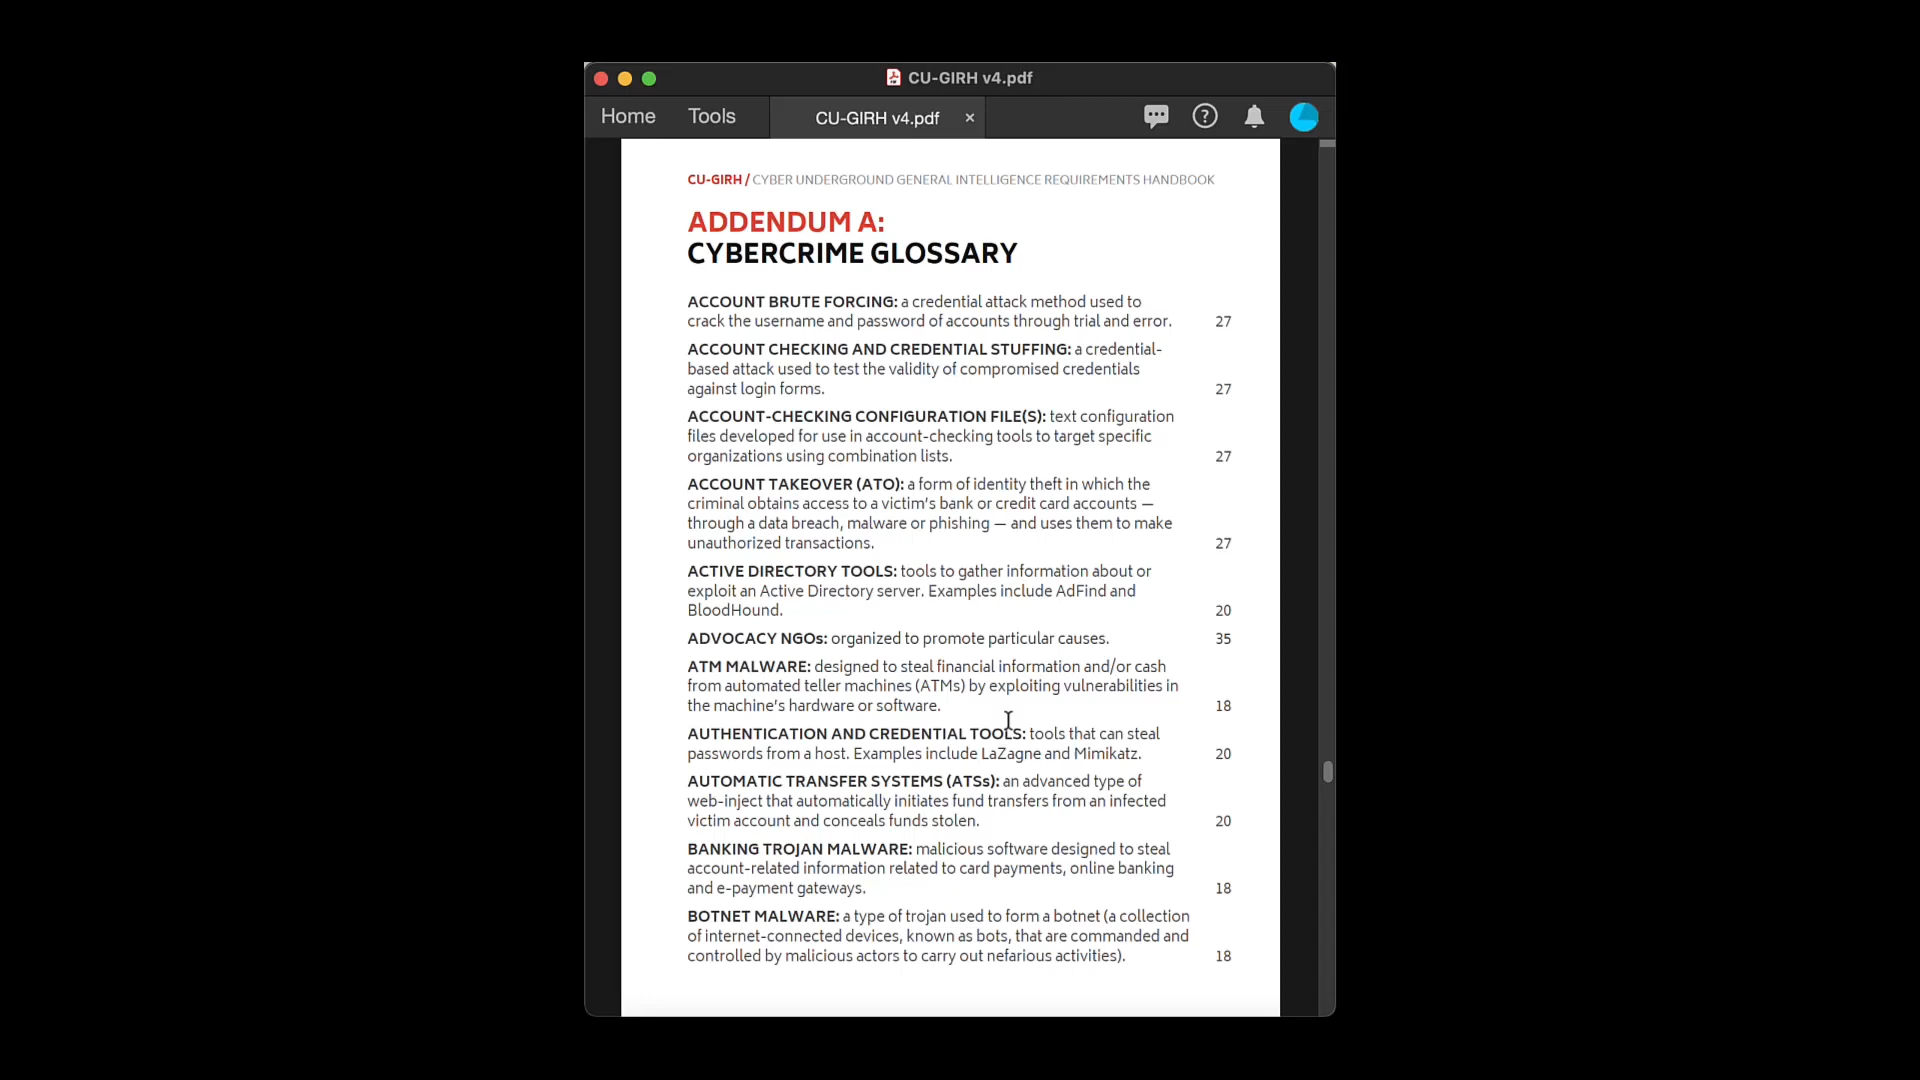 CU-GIRH v4.pdf
Home Tools CU-GIRH v4.pdf ×
CU-GIRH / CYBER UNDERGROUND GENERAL INTELLIGENCE REQUIREMENTS HANDBOOK
ADDENDUM A:
CYBERCRIME GLOSSARY
ACCOUNT BRUTE FORCING: a credential attack method used to
crack the username and password of accounts through trial and error. 27
ACCOUNT CHECKING AND CREDENTIAL STUFFING: a credential-
based attack used to test the validity of compromised credentials
against login forms. 27
ACCOUNT-CHECKING CONFIGURATION FILE(S): text configuration
files developed for use in account-checking tools to target specific
organizations using combination lists. 27
ACCOUNT TAKEOVER (ATO): a form of identity theft in which the
criminal obtains access to a victim's bank or credit card accounts —
through a data breach, malware or phishing — and uses them to make
unauthorized transactions. 27
ACTIVE DIRECTORY TOOLS: tools to gather information about or
exploit an Active Directory server. Examples include AdFind and
BloodHound. 20
ADVOCACY NGOs: organized to promote particular causes. 35
ATM MALWARE: designed to steal financial information and/or cash
from automated teller machines (ATMs) by exploiting vulnerabilities in
the machine's hardware or software. 18
AUTHENTICATION AND CREDENTIAL TOOLS: tools that can steal
passwords from a host. Examples include LaZagne and Mimikatz. 20
AUTOMATIC TRANSFER SYSTEMS (ATSs): an advanced type of
web-inject that automatically initiates fund transfers from an infected
victim account and conceals funds stolen. 20
BANKING TROJAN MALWARE: malicious software designed to steal
account-related information related to card payments, online banking
and e-payment gateways. 18
BOTNET MALWARE: a type of trojan used to form a botnet (a collection
of internet-connected devices, known as bots, that are commanded and
controlled by malicious actors to carry out nefarious activities). 18